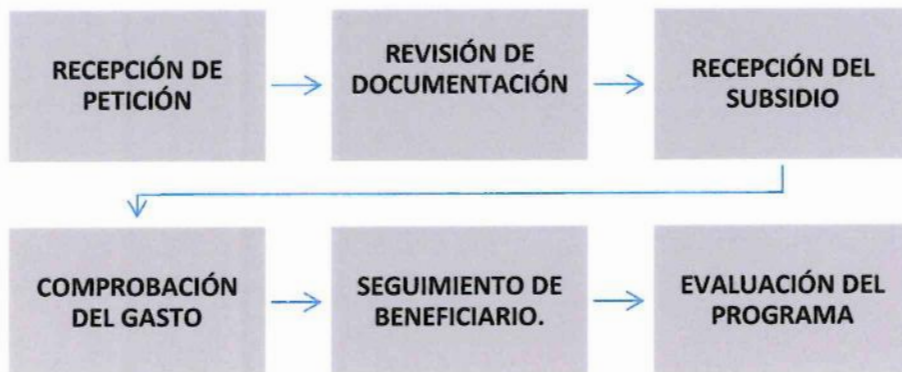 RECEPCIÓN DE
PETICIÓN
REVISIÓN DE
DOCUMENTACIÓN
RECEPCIÓN DEL
SUBSIDIO
COMPROBACIÓN
DEL GASTO
SEGUIMIENTO DE
BENEFICIARIO.
EVALUACIÓN DEL
PROGRAMA